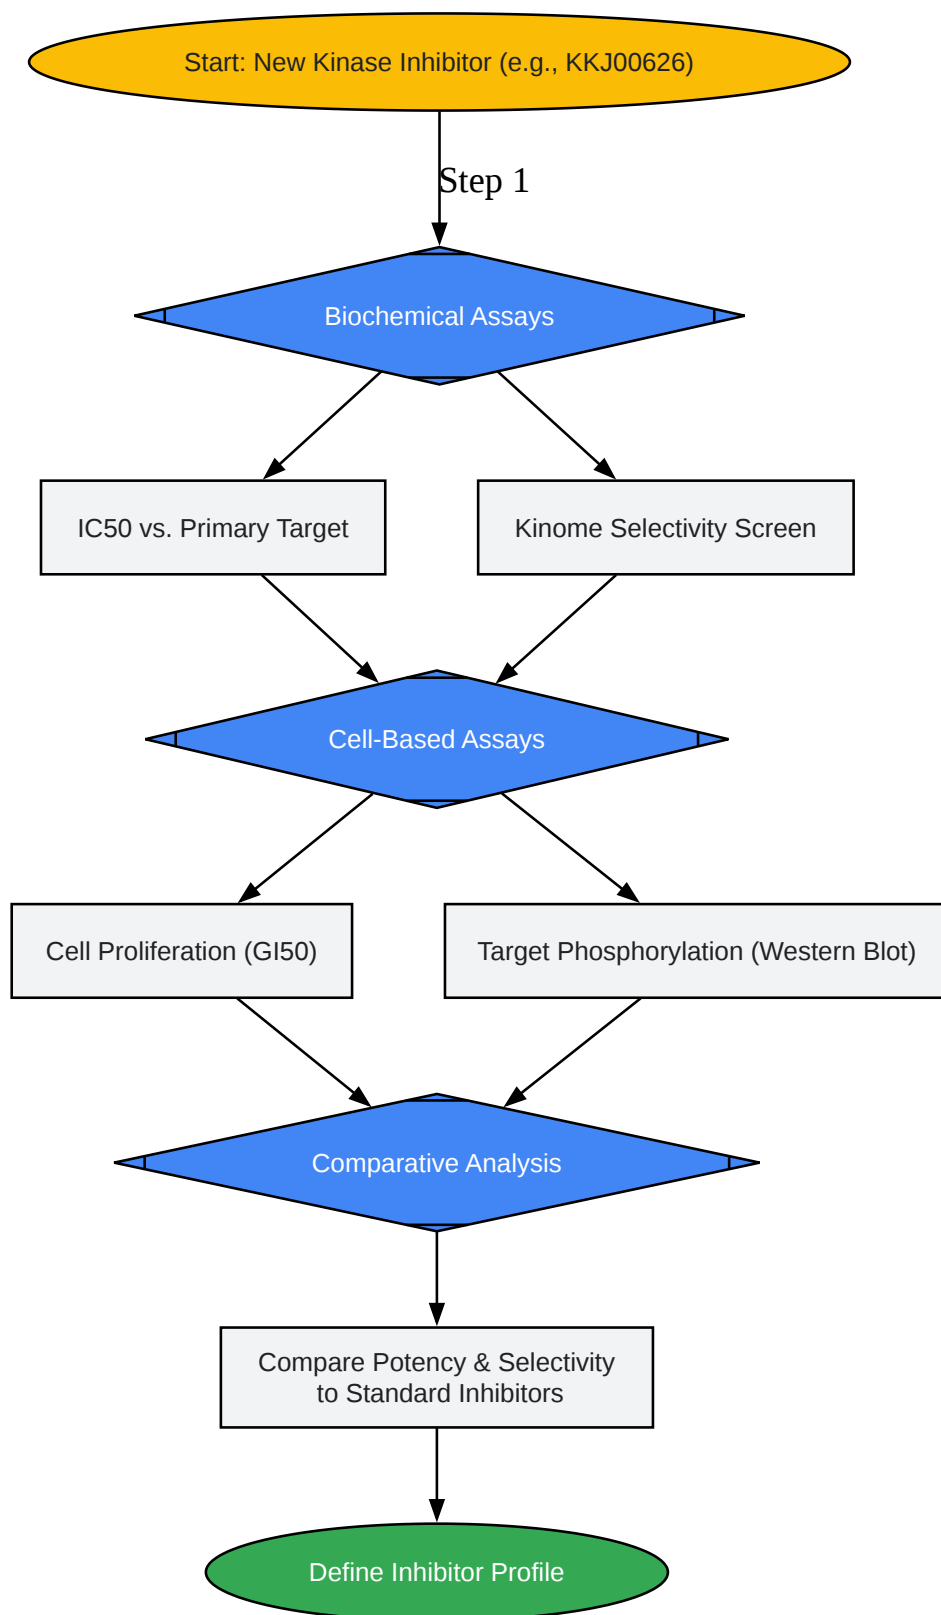 Start: New Kinase Inhibitor (e.g., KKJ00626)
Step 1
Biochemical Assays
IC50 vs. Primary Target
Kinome Selectivity Screen
Cell-Based Assays
Cell Proliferation (GI50)
Target Phosphorylation (Western Blot)
Comparative Analysis
Compare Potency & Selectivity
to Standard Inhibitors
Define Inhibitor Profile